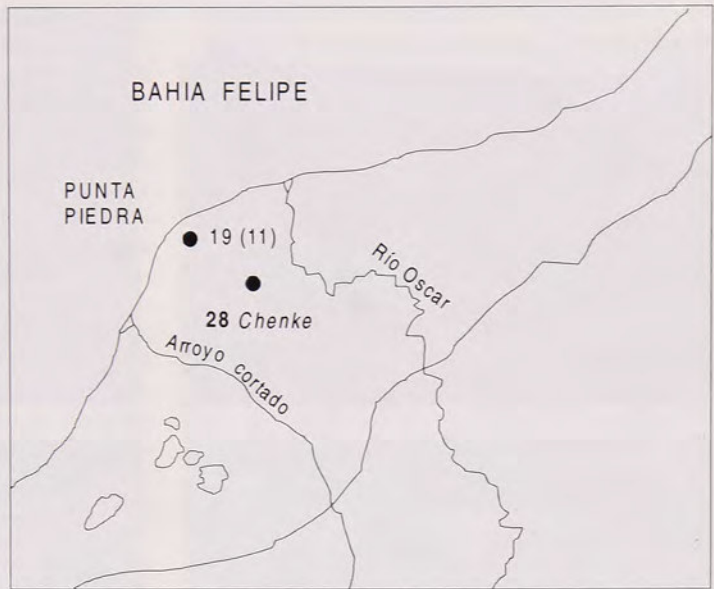 BAHIA FELIPE
PUNTA
PIEDRA
19 (11)
Río Oscar
28 Chenke
Arroyo cortado